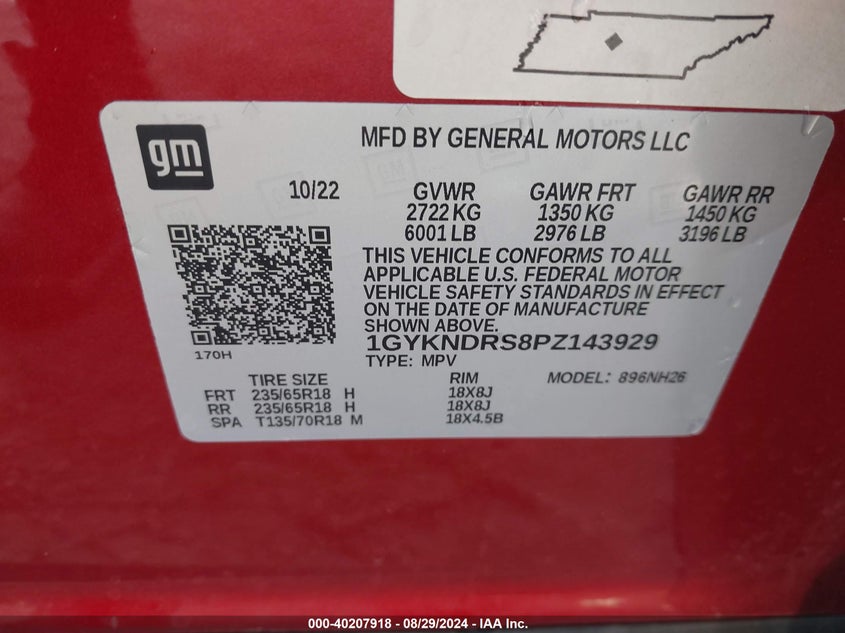 gm
MFD BY GENERAL MOTORS LLC
10/22 GVWR GAWR FRT GAWR RR
2722 KG 1350 KG 1450 KG
6001 LB 2976 LB 3196 LB
THIS VEHICLE CONFORMS TO ALL
APPLICABLE U.S. FEDERAL MOTOR
VEHICLE SAFETY STANDARDS IN EFFECT
ON THE DATE OF MANUFACTURE
SHOWN ABOVE.
1GYKNDRS8PZ143929
170H
TYPE: MPV
TIRE SIZE RIM MODEL: 896NH26
FRT 235/65R18 H 18X8J
RR 235/65R18 H 18X8J
SPA T135/70R18 M 18X4.5B
000-40207918 - 08/29/2024 - IAA Inc.